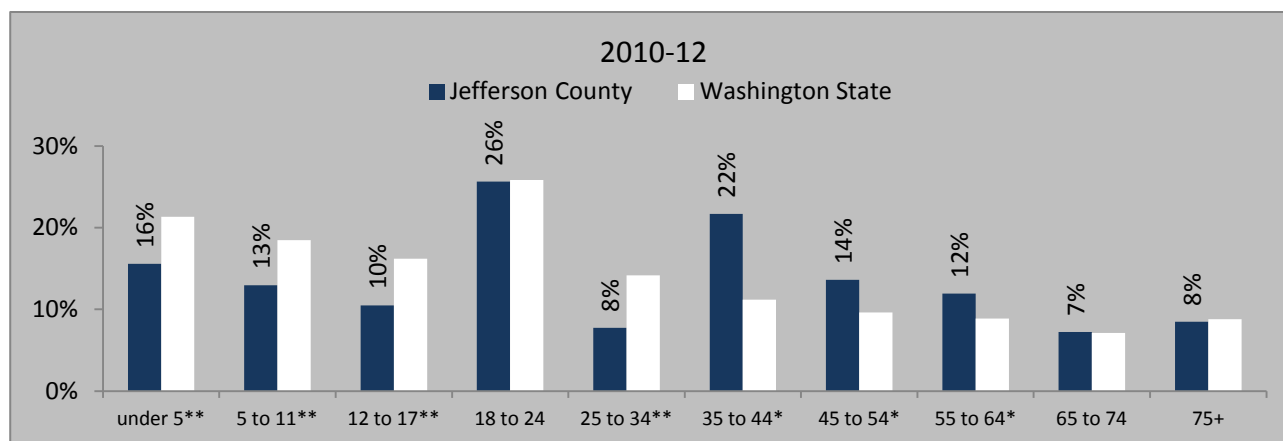 2010-12
Jefferson County Washington State
30%
20%
10%
0%
16% 13% 10% 26% 8% 22% 14% 12% 7% 8%
under 5** 5 to 11** 12 to 17** 18 to 24 25 to 34** 35 to 44* 45 to 54* 55 to 64* 65 to 74 75+